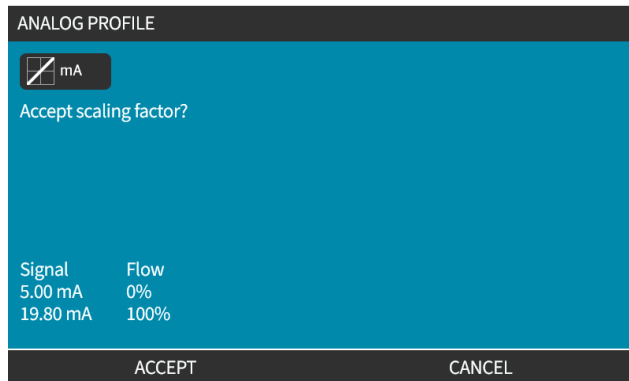 ANALOG PROFILE
mA
Accept scaling factor?
Signal Flow
5.00 mA 0%
19.80 mA 100%
ACCEPT CANCEL